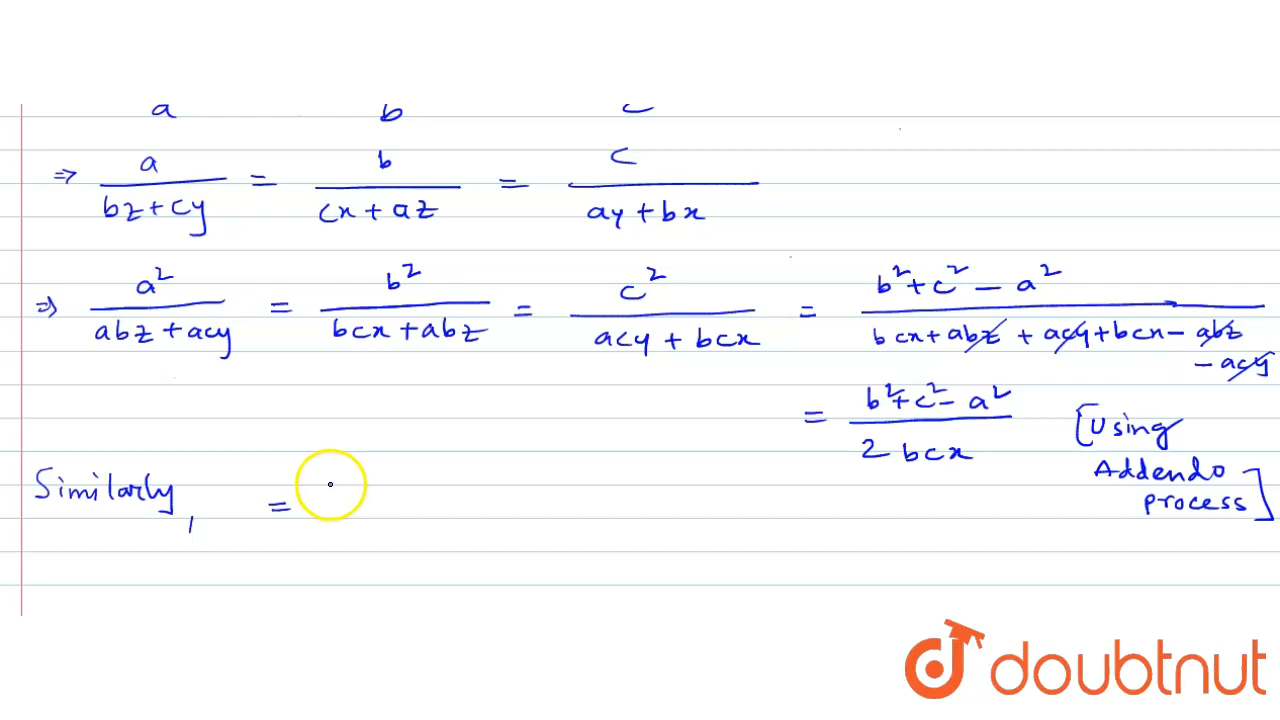 a b c
⇒ a/(bz+cy) = b/(cx+az) = c/(ay+bx)
⇒ a²/(abz+acy) = b²/(bcx+abz) = c²/(acy+bcx) = (b²+c²-a²)/(bcx+abz+acy+bcx-abz-acy)
= (b²+c²-a²)/(2bcx) [Using Addendo process]
Similarly, =
doubtnut